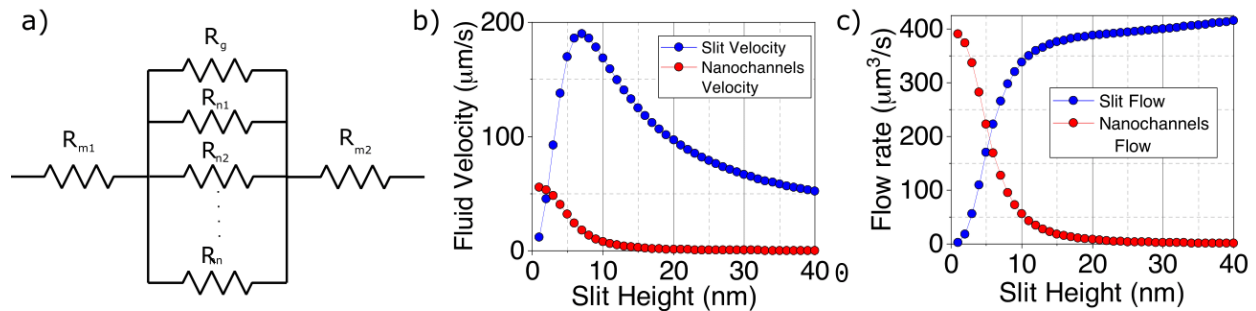 a)
R_g
R_n1
R_m1
R_n2
R_m2
R_n
b)
Fluid Velocity (μm/s)
200
100
0
Slit Velocity
Nanochannels
Velocity
0 10 20 30 40 0
Slit Height (nm)
c)
Flow rate (μm³/s)
400
300
200
100
0
Slit Flow
Nanochannels
Flow
0 10 20 30 40
Slit Height (nm)